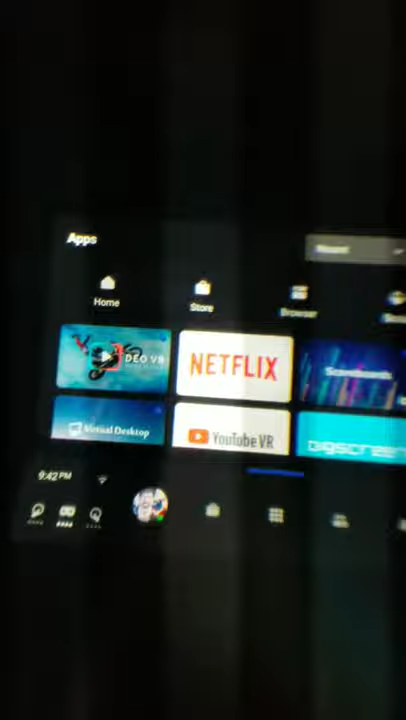 Apps
Home
Store
Browser
DEO VR
NETFLIX
Virtual Desktop
YouTube VR
9:42 PM